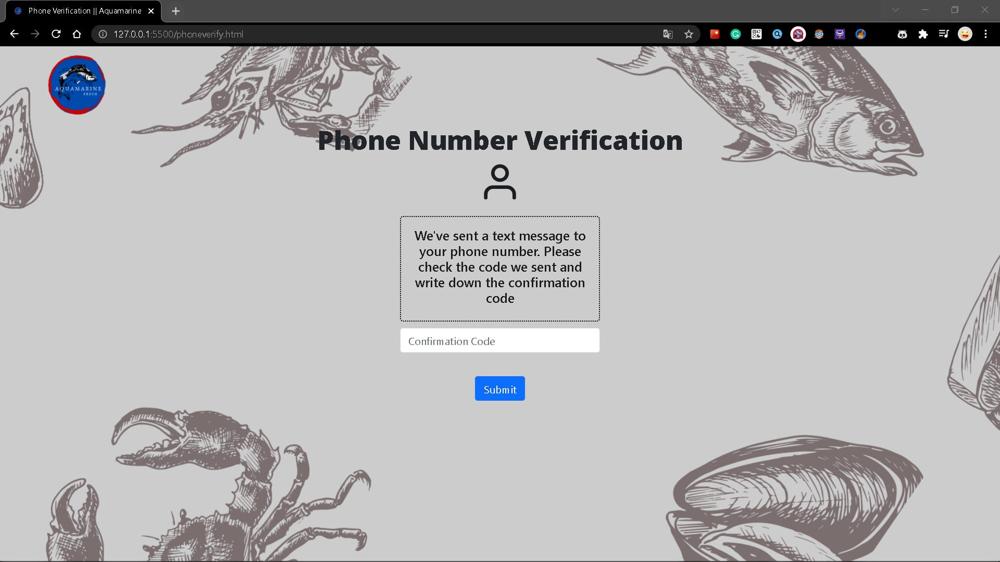 Phone Verification || Aquamarine
127.0.0.1:5500/phoneverify.html
AQUAMARINE
FRESH
Phone Number Verification
We've sent a text message to
your phone number. Please
check the code we sent and
write down the confirmation
code
Confirmation Code
Submit